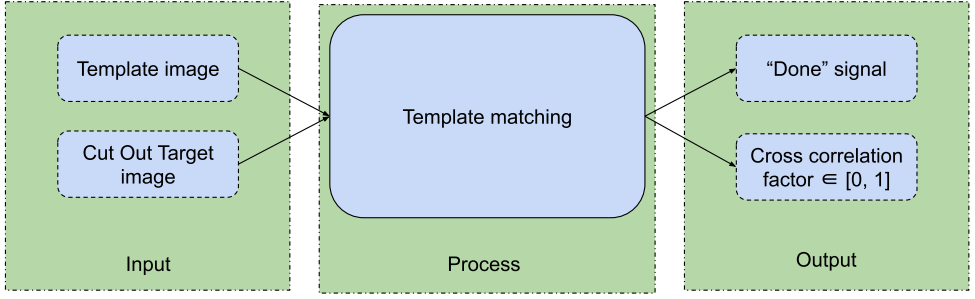 Template image
Cut Out Target
image
Input
Template matching
Process
“Done” signal
Cross correlation
factor ∈ [0, 1]
Output